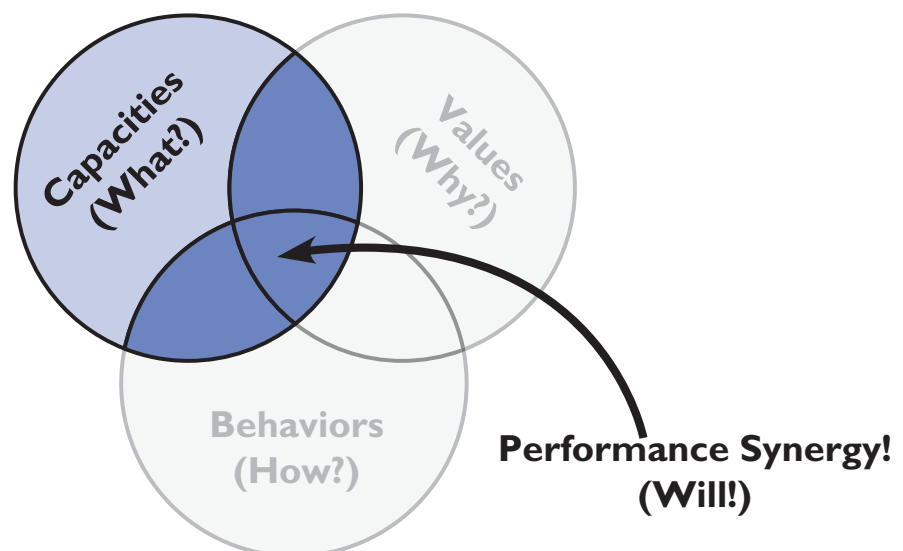 Capacities
(What?)
Values
(Why?)
Behaviors
(How?)
Performance Synergy!
(Will!)